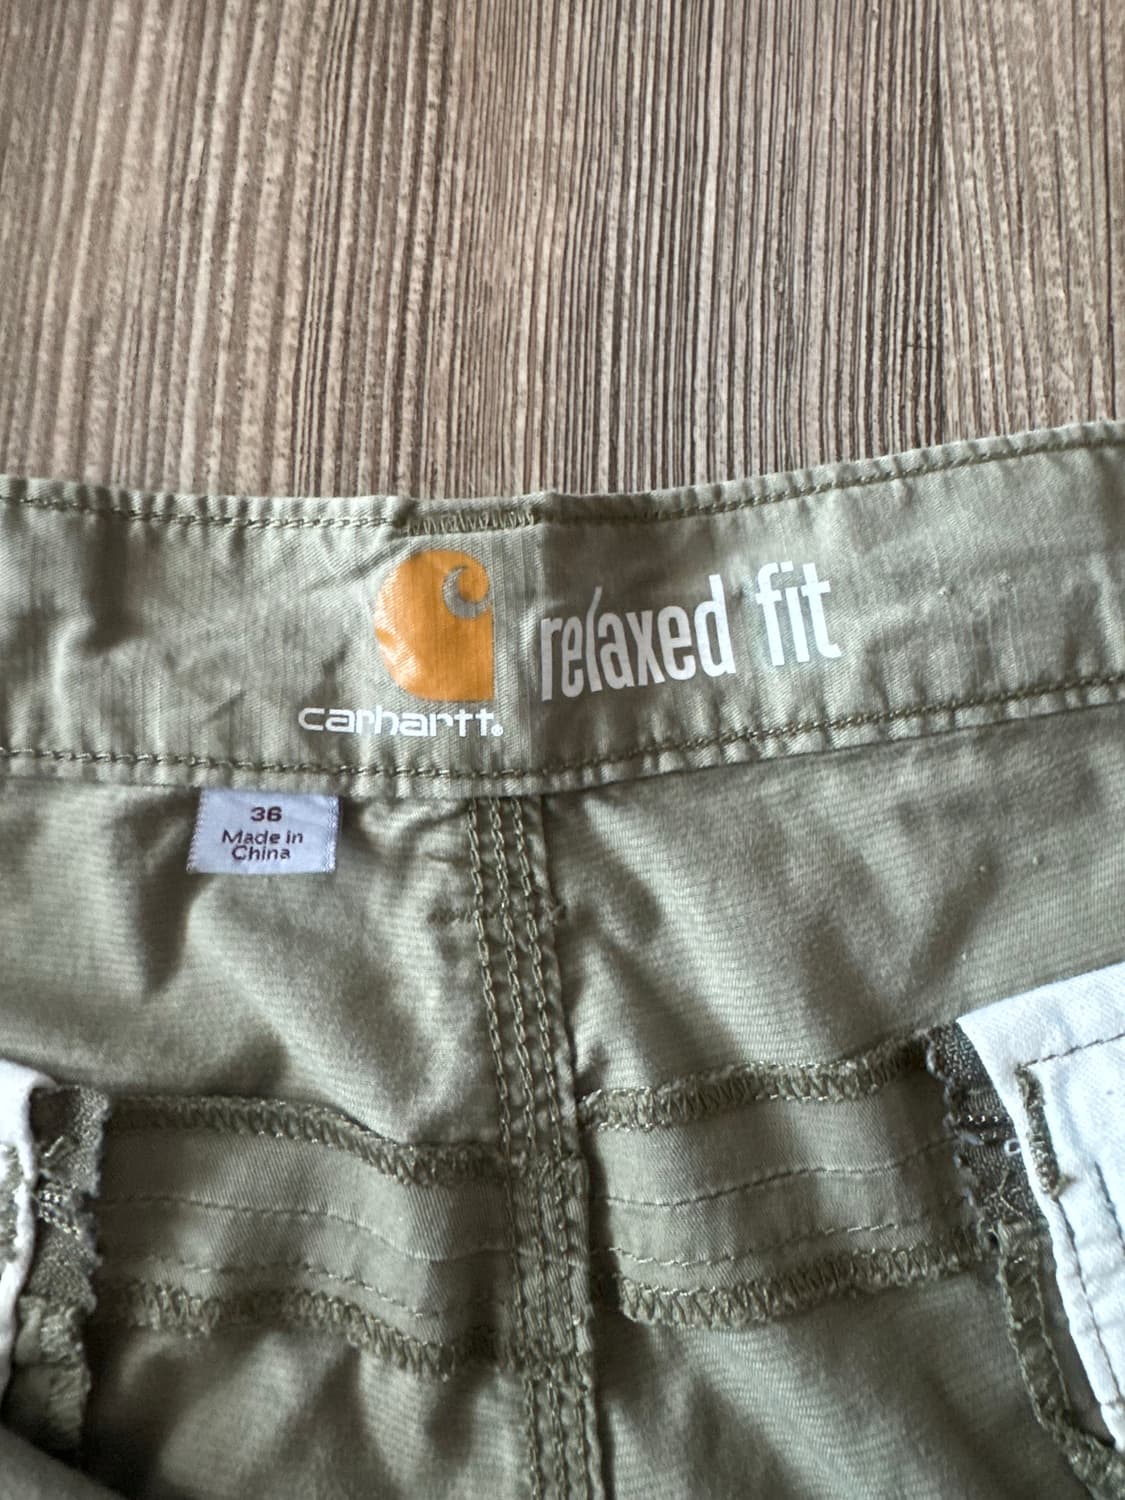 carhartt®
relaxed fit
36
Made in
China